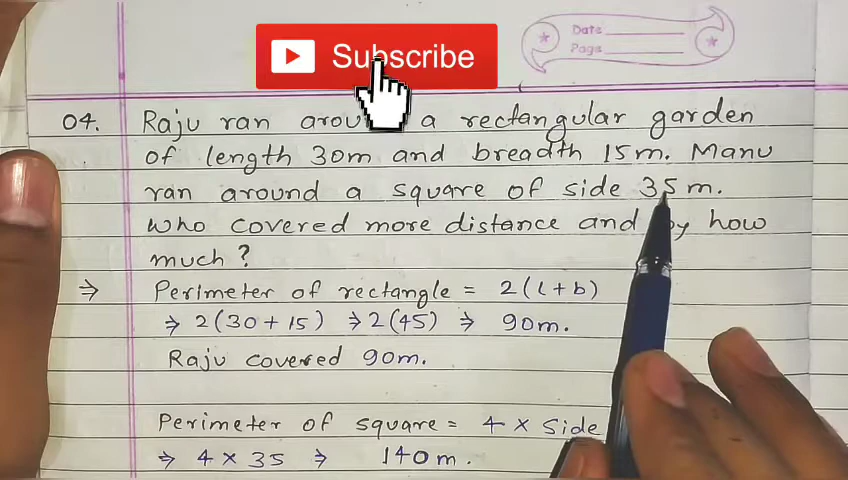 Subscribe
Date
Page
04. Raju ran arou a rectangular garden
of length 30m and breadth 15m. Manu
ran around a square of side 35m.
who covered more distance and by how
much?
⇒ Perimeter of rectangle = 2(l+b)
⇒ 2(30+15) ⇒ 2(45) ⇒ 90m.
Raju covered 90m.
Perimeter of square = 4 × Side
⇒ 4 × 35 ⇒ 140m.